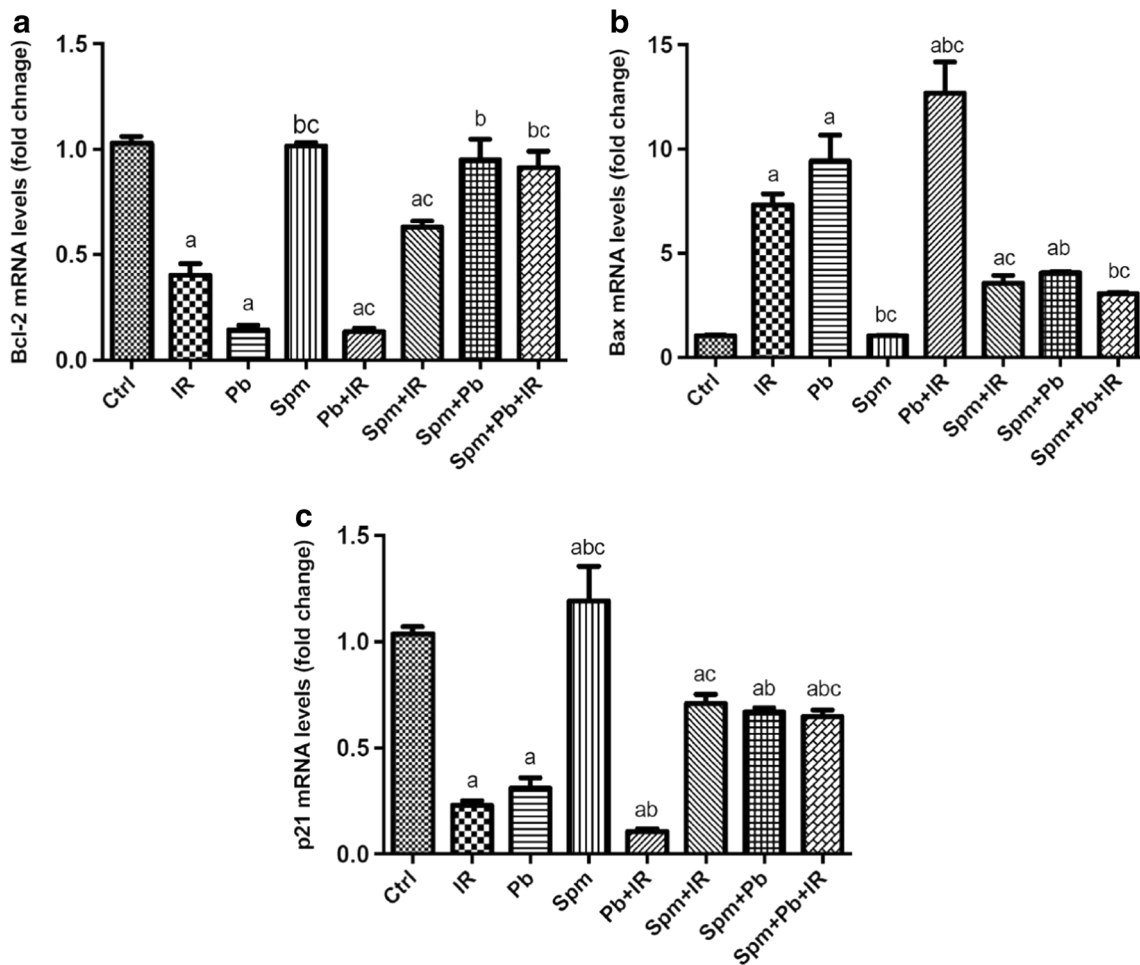 a
Bcl-2 mRNA levels (fold chnage)
1.5
1.0
0.5
0.0
a
a
bc
ac
ac
b
bc
Ctrl
IR
Pb
Spm
Pb+IR
Spm+IR
Spm+Pb
Spm+Pb+IR
b
Bax mRNA levels (fold change)
15
10
5
0
a
a
bc
abc
ac
ab
bc
Ctrl
IR
Pb
Spm
Pb+IR
Spm+IR
Spm+Pb
Spm+Pb+IR
c
p21 mRNA levels (fold change)
1.5
1.0
0.5
0.0
a
a
abc
ab
ac
ab
abc
Ctrl
IR
Pb
Spm
Pb+IR
Spm+IR
Spm+Pb
Spm+Pb+IR